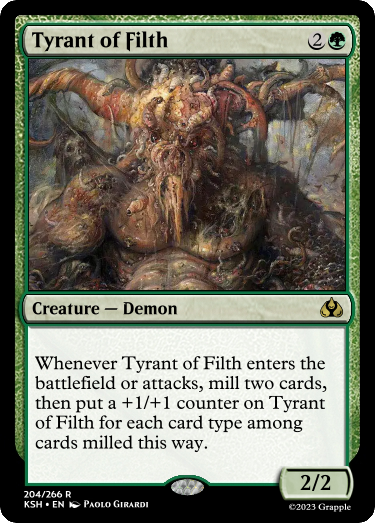 Tyrant of Filth 2
Creature — Demon
Whenever Tyrant of Filth enters the
battlefield or attacks, mill two cards,
then put a +1/+1 counter on Tyrant
of Filth for each card type among
cards milled this way.
2/2
204/266 R
KSH • EN Paolo Girardi
©2023 Grapple